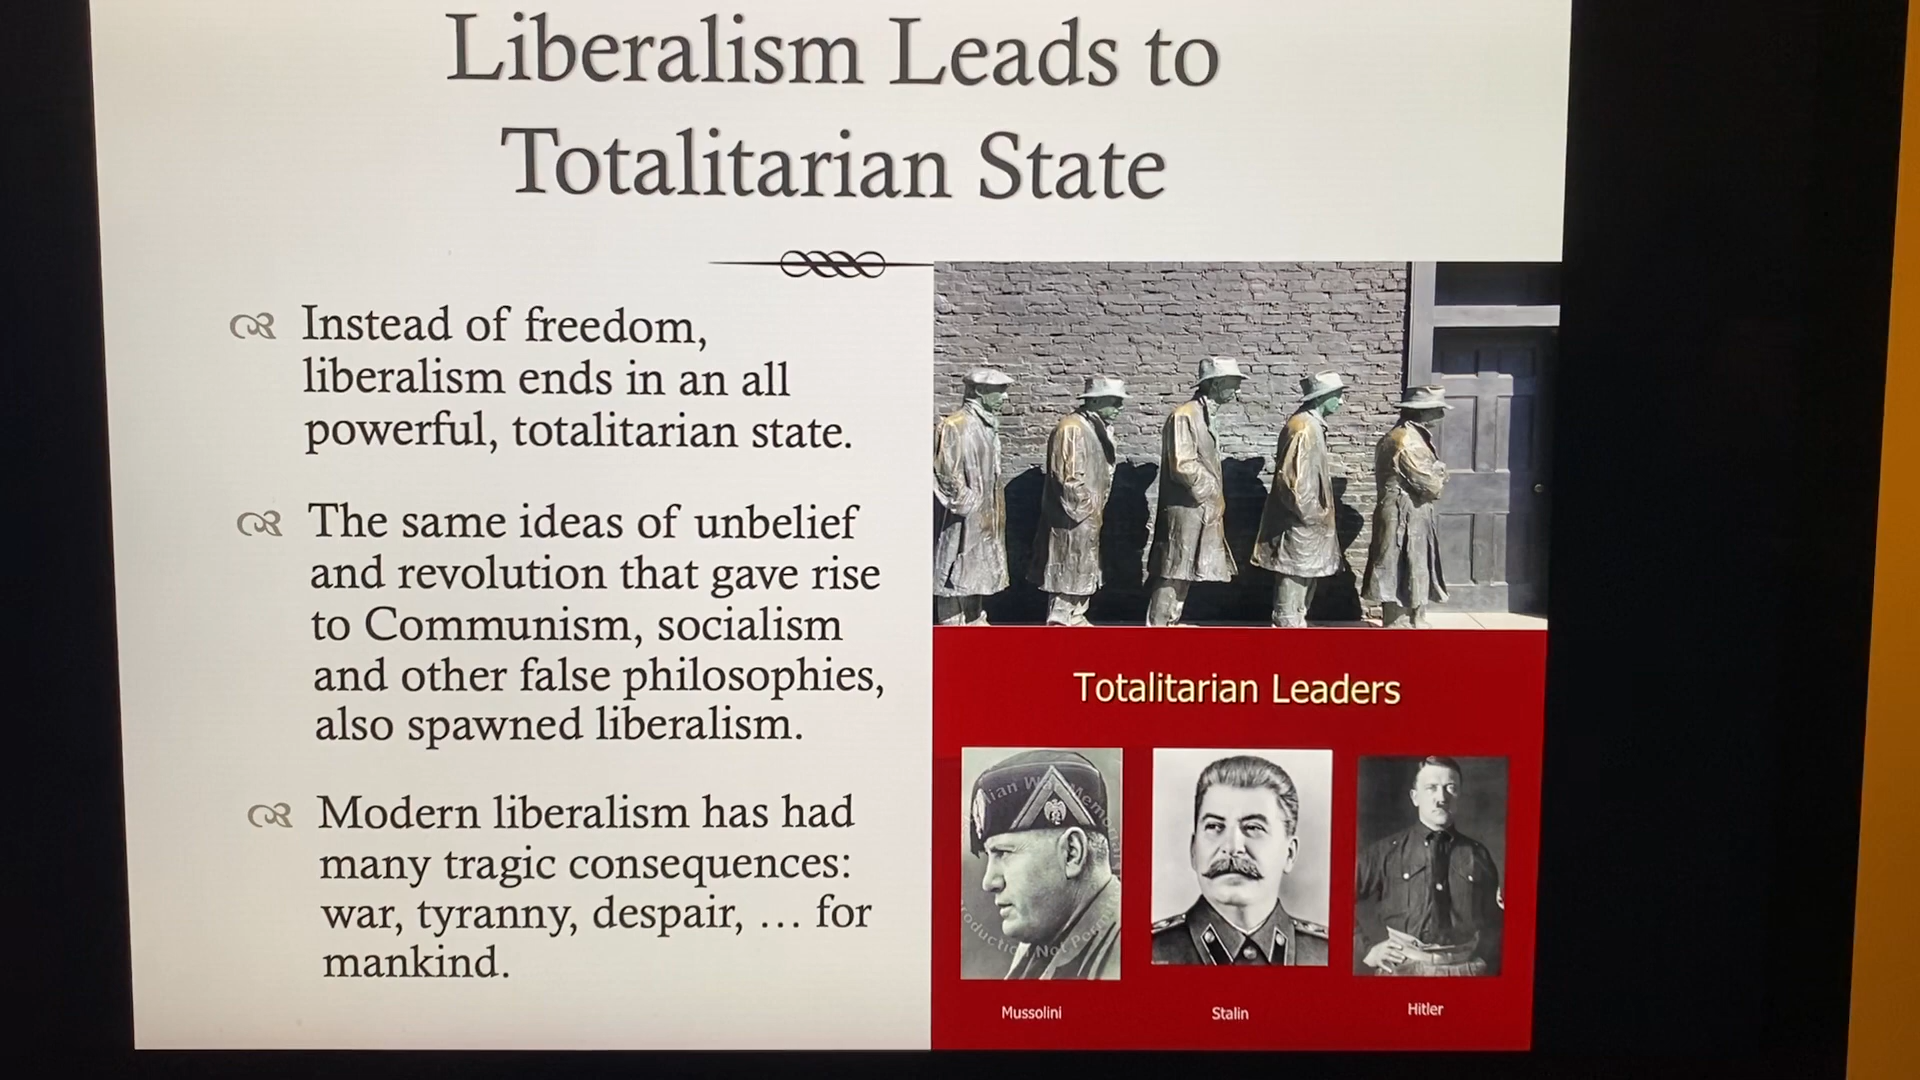 Liberalism Leads to
Totalitarian State
Instead of freedom,
liberalism ends in an all
powerful, totalitarian state.
The same ideas of unbelief
and revolution that gave rise
to Communism, socialism
and other false philosophies,
also spawned liberalism.
Modern liberalism has had
many tragic consequences:
war, tyranny, despair, … for
mankind.
Totalitarian Leaders
Mussolini
Stalin
Hitler